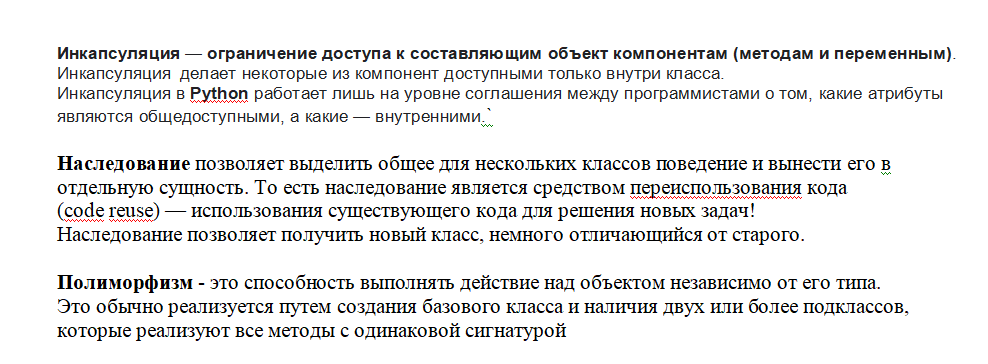 Инкапсуляция — ограничение доступа к составляющим объект компонентам (методам и переменным).
Инкапсуляция делает некоторые из компонент доступными только внутри класса.
Инкапсуляция в Python работает лишь на уровне соглашения между программистами о том, какие атрибуты
являются общедоступными, а какие — внутренними.`
Наследование позволяет выделить общее для нескольких классов поведение и вынести его в
отдельную сущность. То есть наследование является средством переиспользования кода
(code reuse) — использования существующего кода для решения новых задач!
Наследование позволяет получить новый класс, немного отличающийся от старого.
Полиморфизм - это способность выполнять действие над объектом независимо от его типа.
Это обычно реализуется путем создания базового класса и наличия двух или более подклассов,
которые реализуют все методы с одинаковой сигнатурой